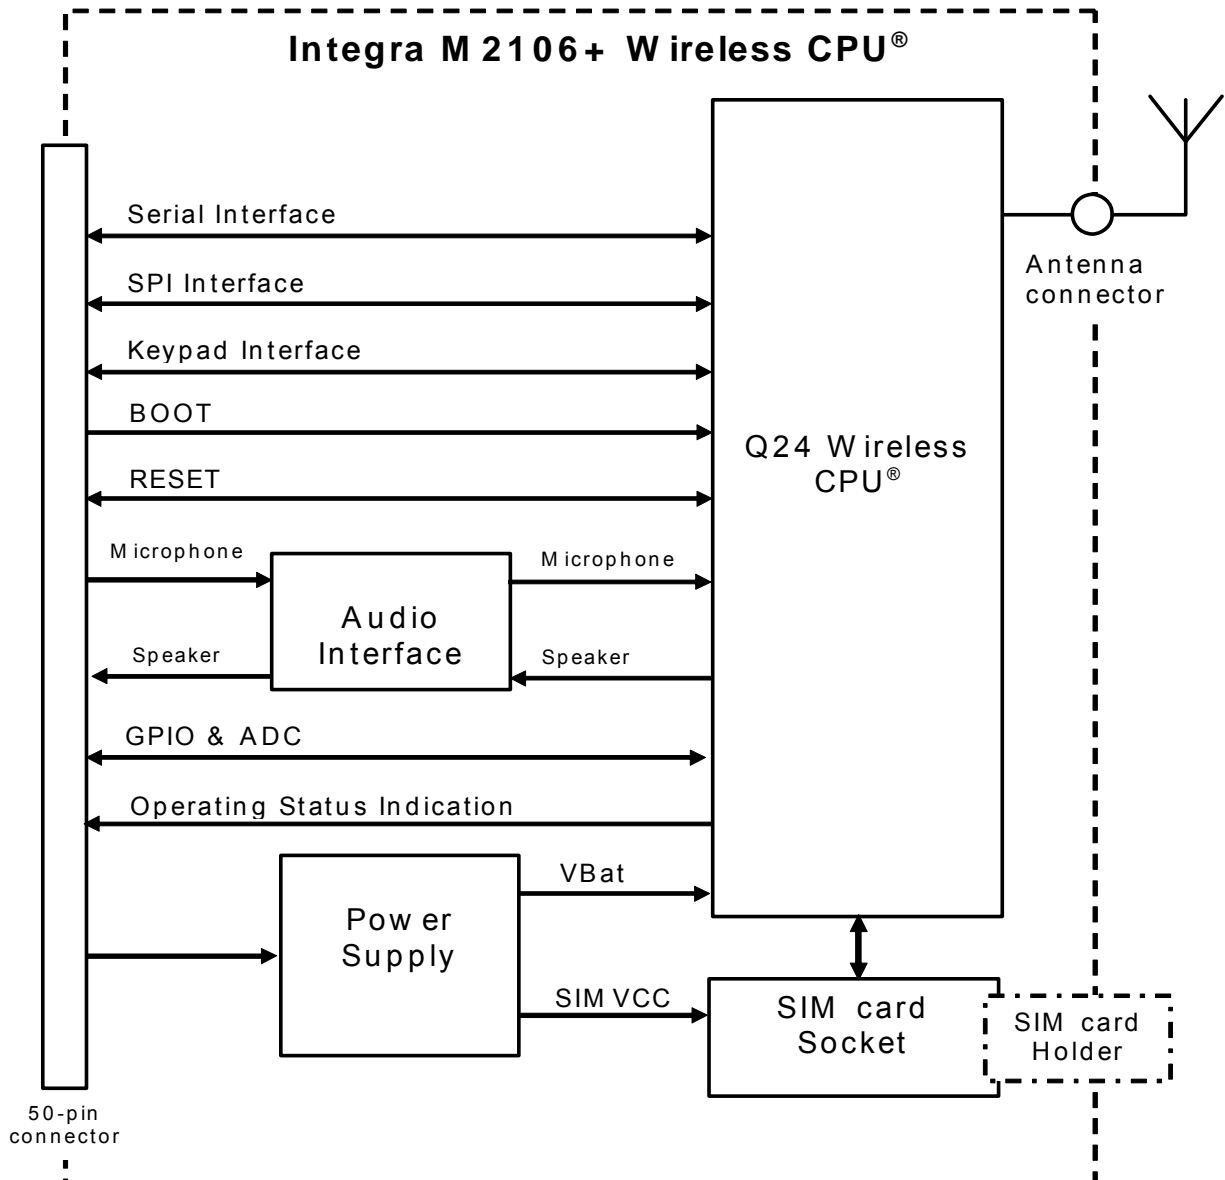 Integra M2106+ Wireless CPU®
Serial Interface
SPI Interface
Keypad Interface
BOOT
RESET
Microphone
Microphone
Audio
Interface
Speaker
Speaker
GPIO & ADC
Operating Status Indication
Q24 Wireless
CPU®
Antenna
connector
VBat
Power
Supply
SIM VCC
SIM card
Socket
SIM card
Holder
50-pin
connector